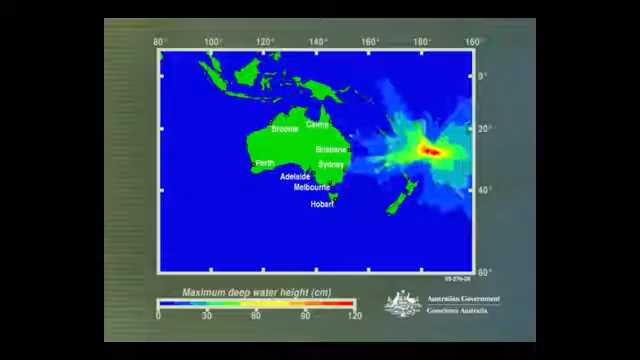 80° 100° 120° 140° 160° 180° 160°
0°
20°
40°
60°
Broome
Cairns
Brisbane
Perth
Sydney
Adelaide
Melbourne
Hobart
Maximum deep water height (cm)
0 30 60 90 120
Australian Government
Geoscience Australia